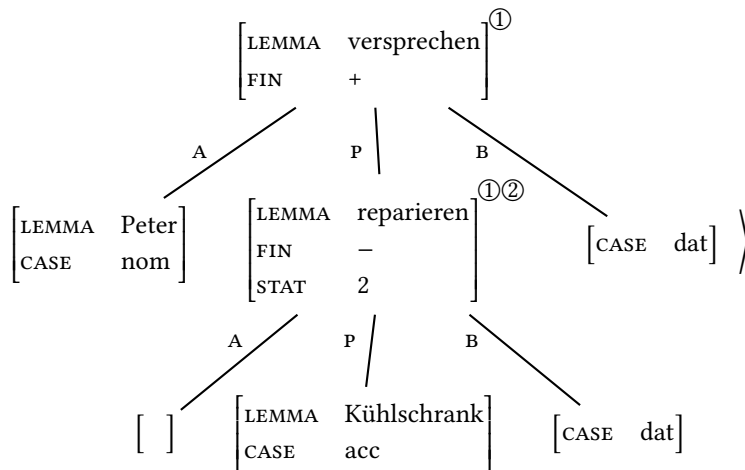 [LEMMA versprechen]①
[FIN +]
A P B
[LEMMA Peter]
[CASE nom]
[LEMMA reparieren]①②
[FIN –]
[STAT 2]
[CASE dat] ⟩
A P B
[ ]
[LEMMA Kühlschrank]
[CASE acc]
[CASE dat]